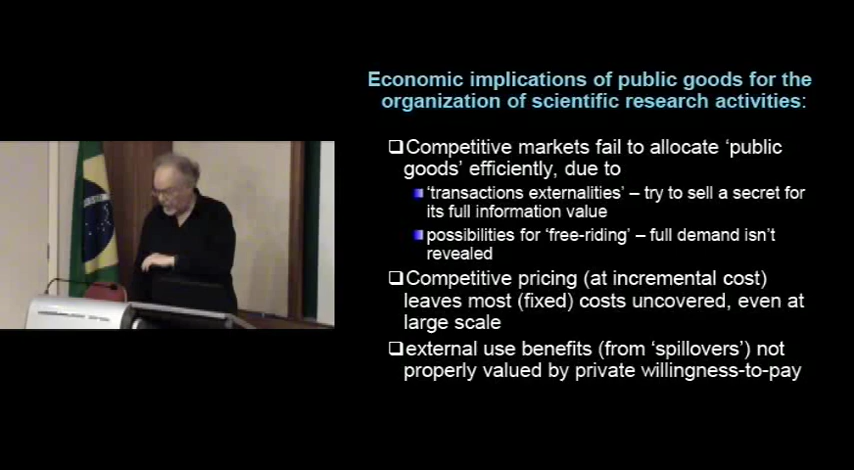 Economic implications of public goods for the
organization of scientific research activities:
❑Competitive markets fail to allocate ‘public
goods’ efficiently, due to
‘transactions externalities’ – try to sell a secret for
its full information value
possibilities for ‘free-riding’ – full demand isn’t
revealed
❑Competitive pricing (at incremental cost)
leaves most (fixed) costs uncovered, even at
large scale
❑external use benefits (from ‘spillovers’) not
properly valued by private willingness-to-pay